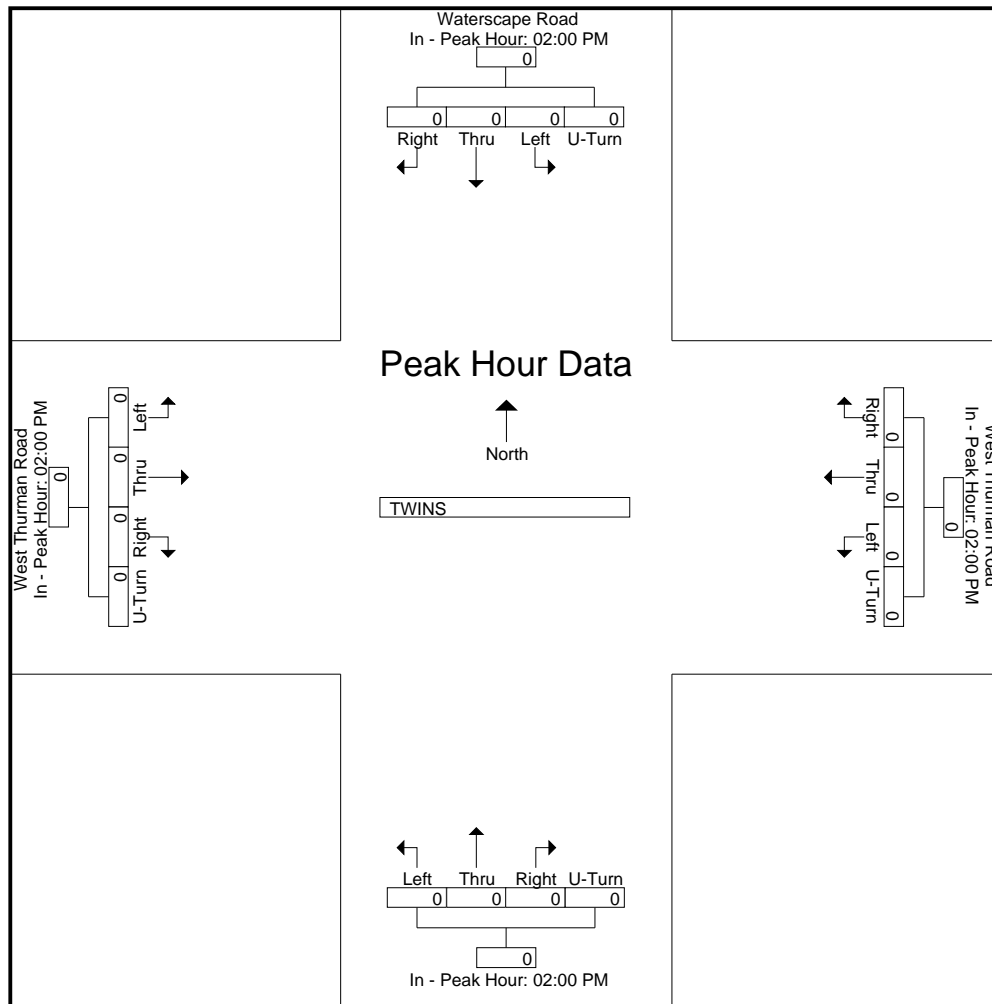 Waterscape Road
In - Peak Hour: 02:00 PM
0
0 0 0 0
Right Thru Left U-Turn
Peak Hour Data
North
TWINS
West Thurman Road
In - Peak Hour: 02:00 PM
0
0 0 0 0
Left Thru Right U-Turn
West Thurman Road
In - Peak Hour: 02:00 PM
0
0 0 0 0
Right Thru Left U-Turn
Left Thru Right U-Turn
0 0 0 0
0
In - Peak Hour: 02:00 PM